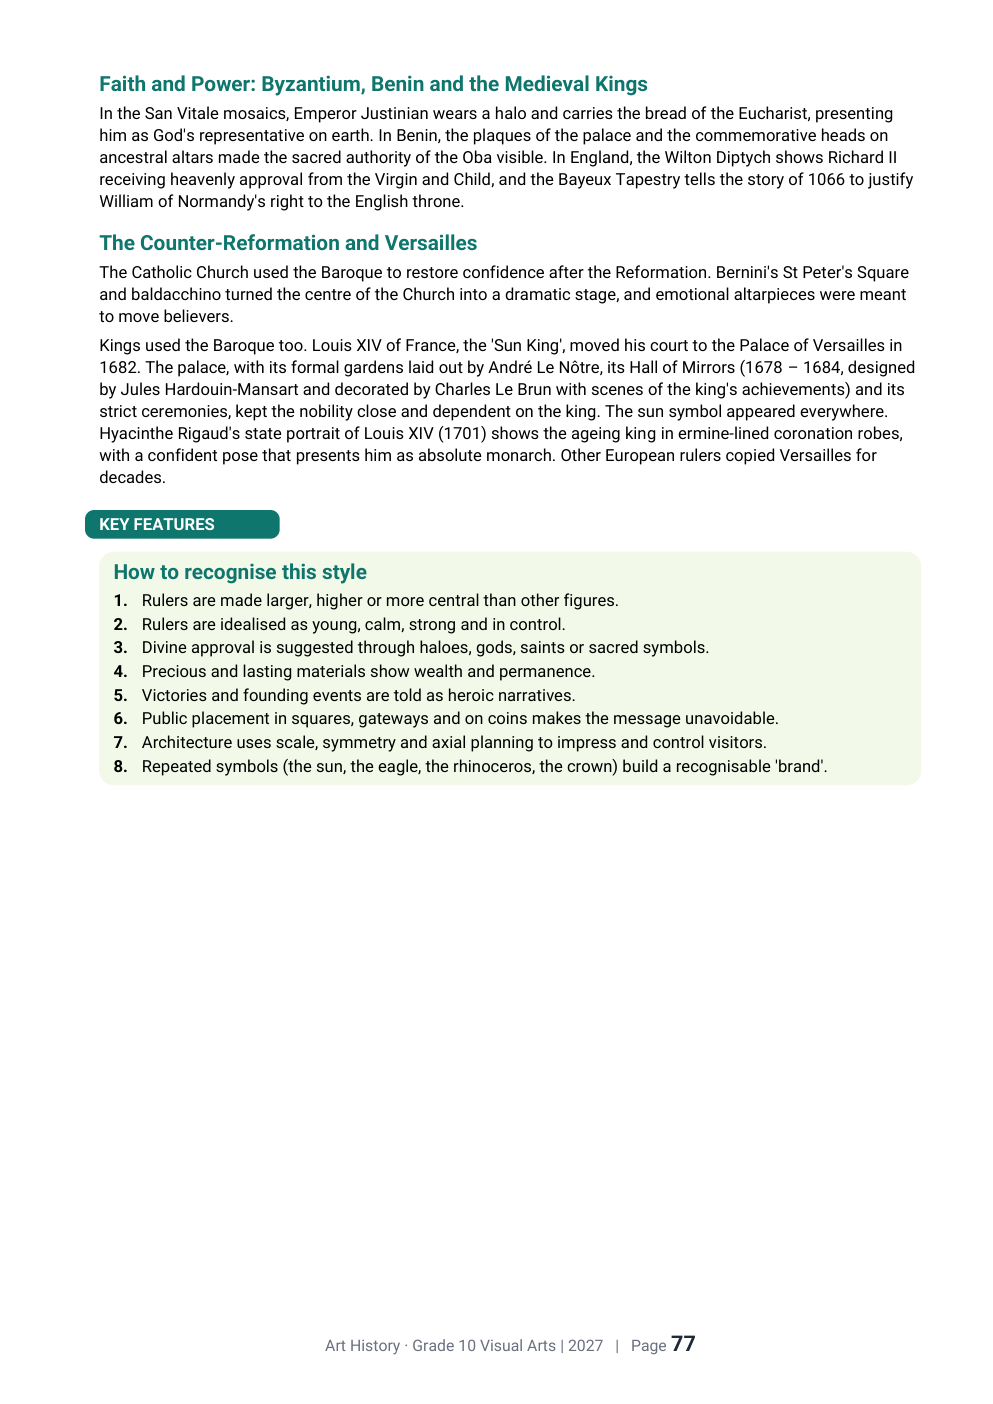 Faith and Power: Byzantium, Benin and the Medieval Kings
In the San Vitale mosaics, Emperor Justinian wears a halo and carries the bread of the Eucharist, presenting
him as God's representative on earth. In Benin, the plaques of the palace and the commemorative heads on
ancestral altars made the sacred authority of the Oba visible. In England, the Wilton Diptych shows Richard II
receiving heavenly approval from the Virgin and Child, and the Bayeux Tapestry tells the story of 1066 to justify
William of Normandy's right to the English throne.
The Counter-Reformation and Versailles
The Catholic Church used the Baroque to restore confidence after the Reformation. Bernini's St Peter's Square
and baldacchino turned the centre of the Church into a dramatic stage, and emotional altarpieces were meant
to move believers.
Kings used the Baroque too. Louis XIV of France, the 'Sun King', moved his court to the Palace of Versailles in
1682. The palace, with its formal gardens laid out by André Le Nôtre, its Hall of Mirrors (1678 – 1684, designed
by Jules Hardouin-Mansart and decorated by Charles Le Brun with scenes of the king's achievements) and its
strict ceremonies, kept the nobility close and dependent on the king. The sun symbol appeared everywhere.
Hyacinthe Rigaud's state portrait of Louis XIV (1701) shows the ageing king in ermine-lined coronation robes,
with a confident pose that presents him as absolute monarch. Other European rulers copied Versailles for
decades.
KEY FEATURES
How to recognise this style
1. Rulers are made larger, higher or more central than other figures.
2. Rulers are idealised as young, calm, strong and in control.
3. Divine approval is suggested through haloes, gods, saints or sacred symbols.
4. Precious and lasting materials show wealth and permanence.
5. Victories and founding events are told as heroic narratives.
6. Public placement in squares, gateways and on coins makes the message unavoidable.
7. Architecture uses scale, symmetry and axial planning to impress and control visitors.
8. Repeated symbols (the sun, the eagle, the rhinoceros, the crown) build a recognisable 'brand'.
Art History · Grade 10 Visual Arts | 2027 | Page 77